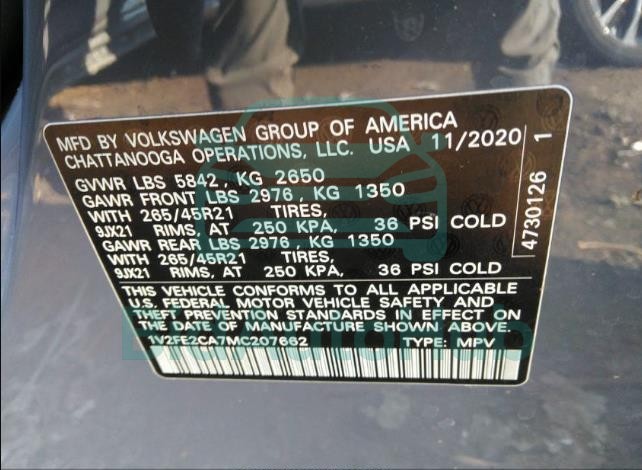 MFD BY VOLKSWAGEN GROUP OF AMERICA
CHATTANOOGA OPERATIONS, LLC. USA 11/2020
GVWR LBS 5842, KG 2650
GAWR FRONT LBS 2976, KG 1350
WITH 265/45R21 TIRES,
9JX21 RIMS, AT 250 KPA, 36 PSI COLD
GAWR REAR LBS 2976, KG 1350
WITH 265/45R21 TIRES,
9JX21 RIMS, AT 250 KPA, 36 PSI COLD
4730126 1
THIS VEHICLE CONFORMS TO ALL APPLICABLE
U.S. FEDERAL MOTOR VEHICLE SAFETY AND
THEFT PREVENTION STANDARDS IN EFFECT ON
THE DATE OF MANUFACTURE SHOWN ABOVE.
1V2FE2CA7MC207662 TYPE: MPV